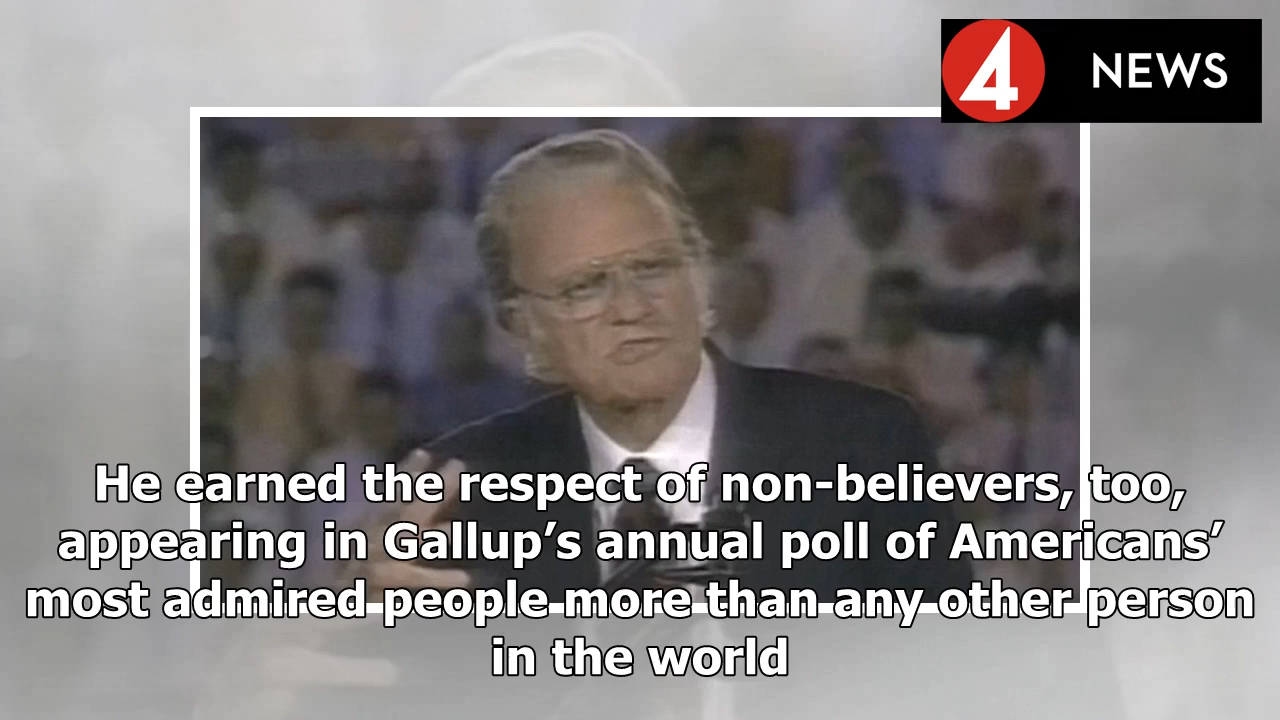 4 NEWS
He earned the respect of non-believers, too,
appearing in Gallup’s annual poll of Americans’
most admired people more than any other person
in the world